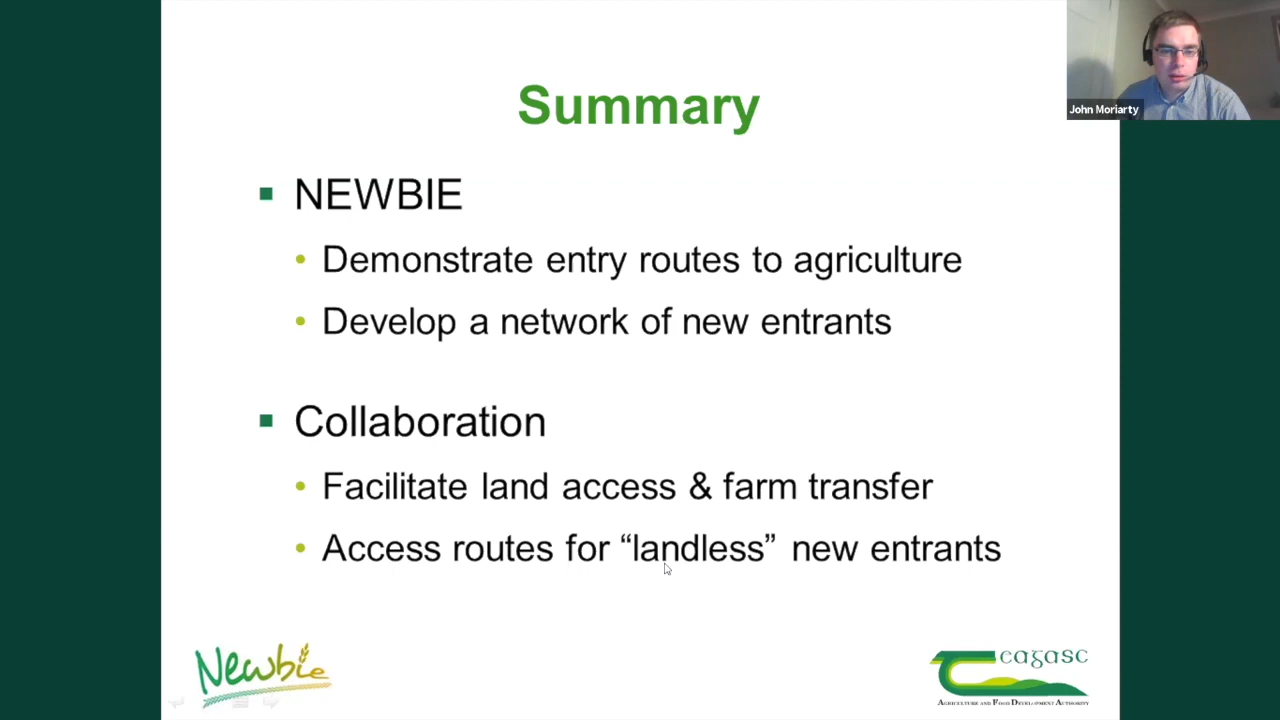 Summary
John Moriarty
NEWBIE
Demonstrate entry routes to agriculture
Develop a network of new entrants
Collaboration
Facilitate land access & farm transfer
Access routes for “landless” new entrants
Newbie
Teagasc
AGRICULTURE AND FOOD DEVELOPMENT AUTHORITY